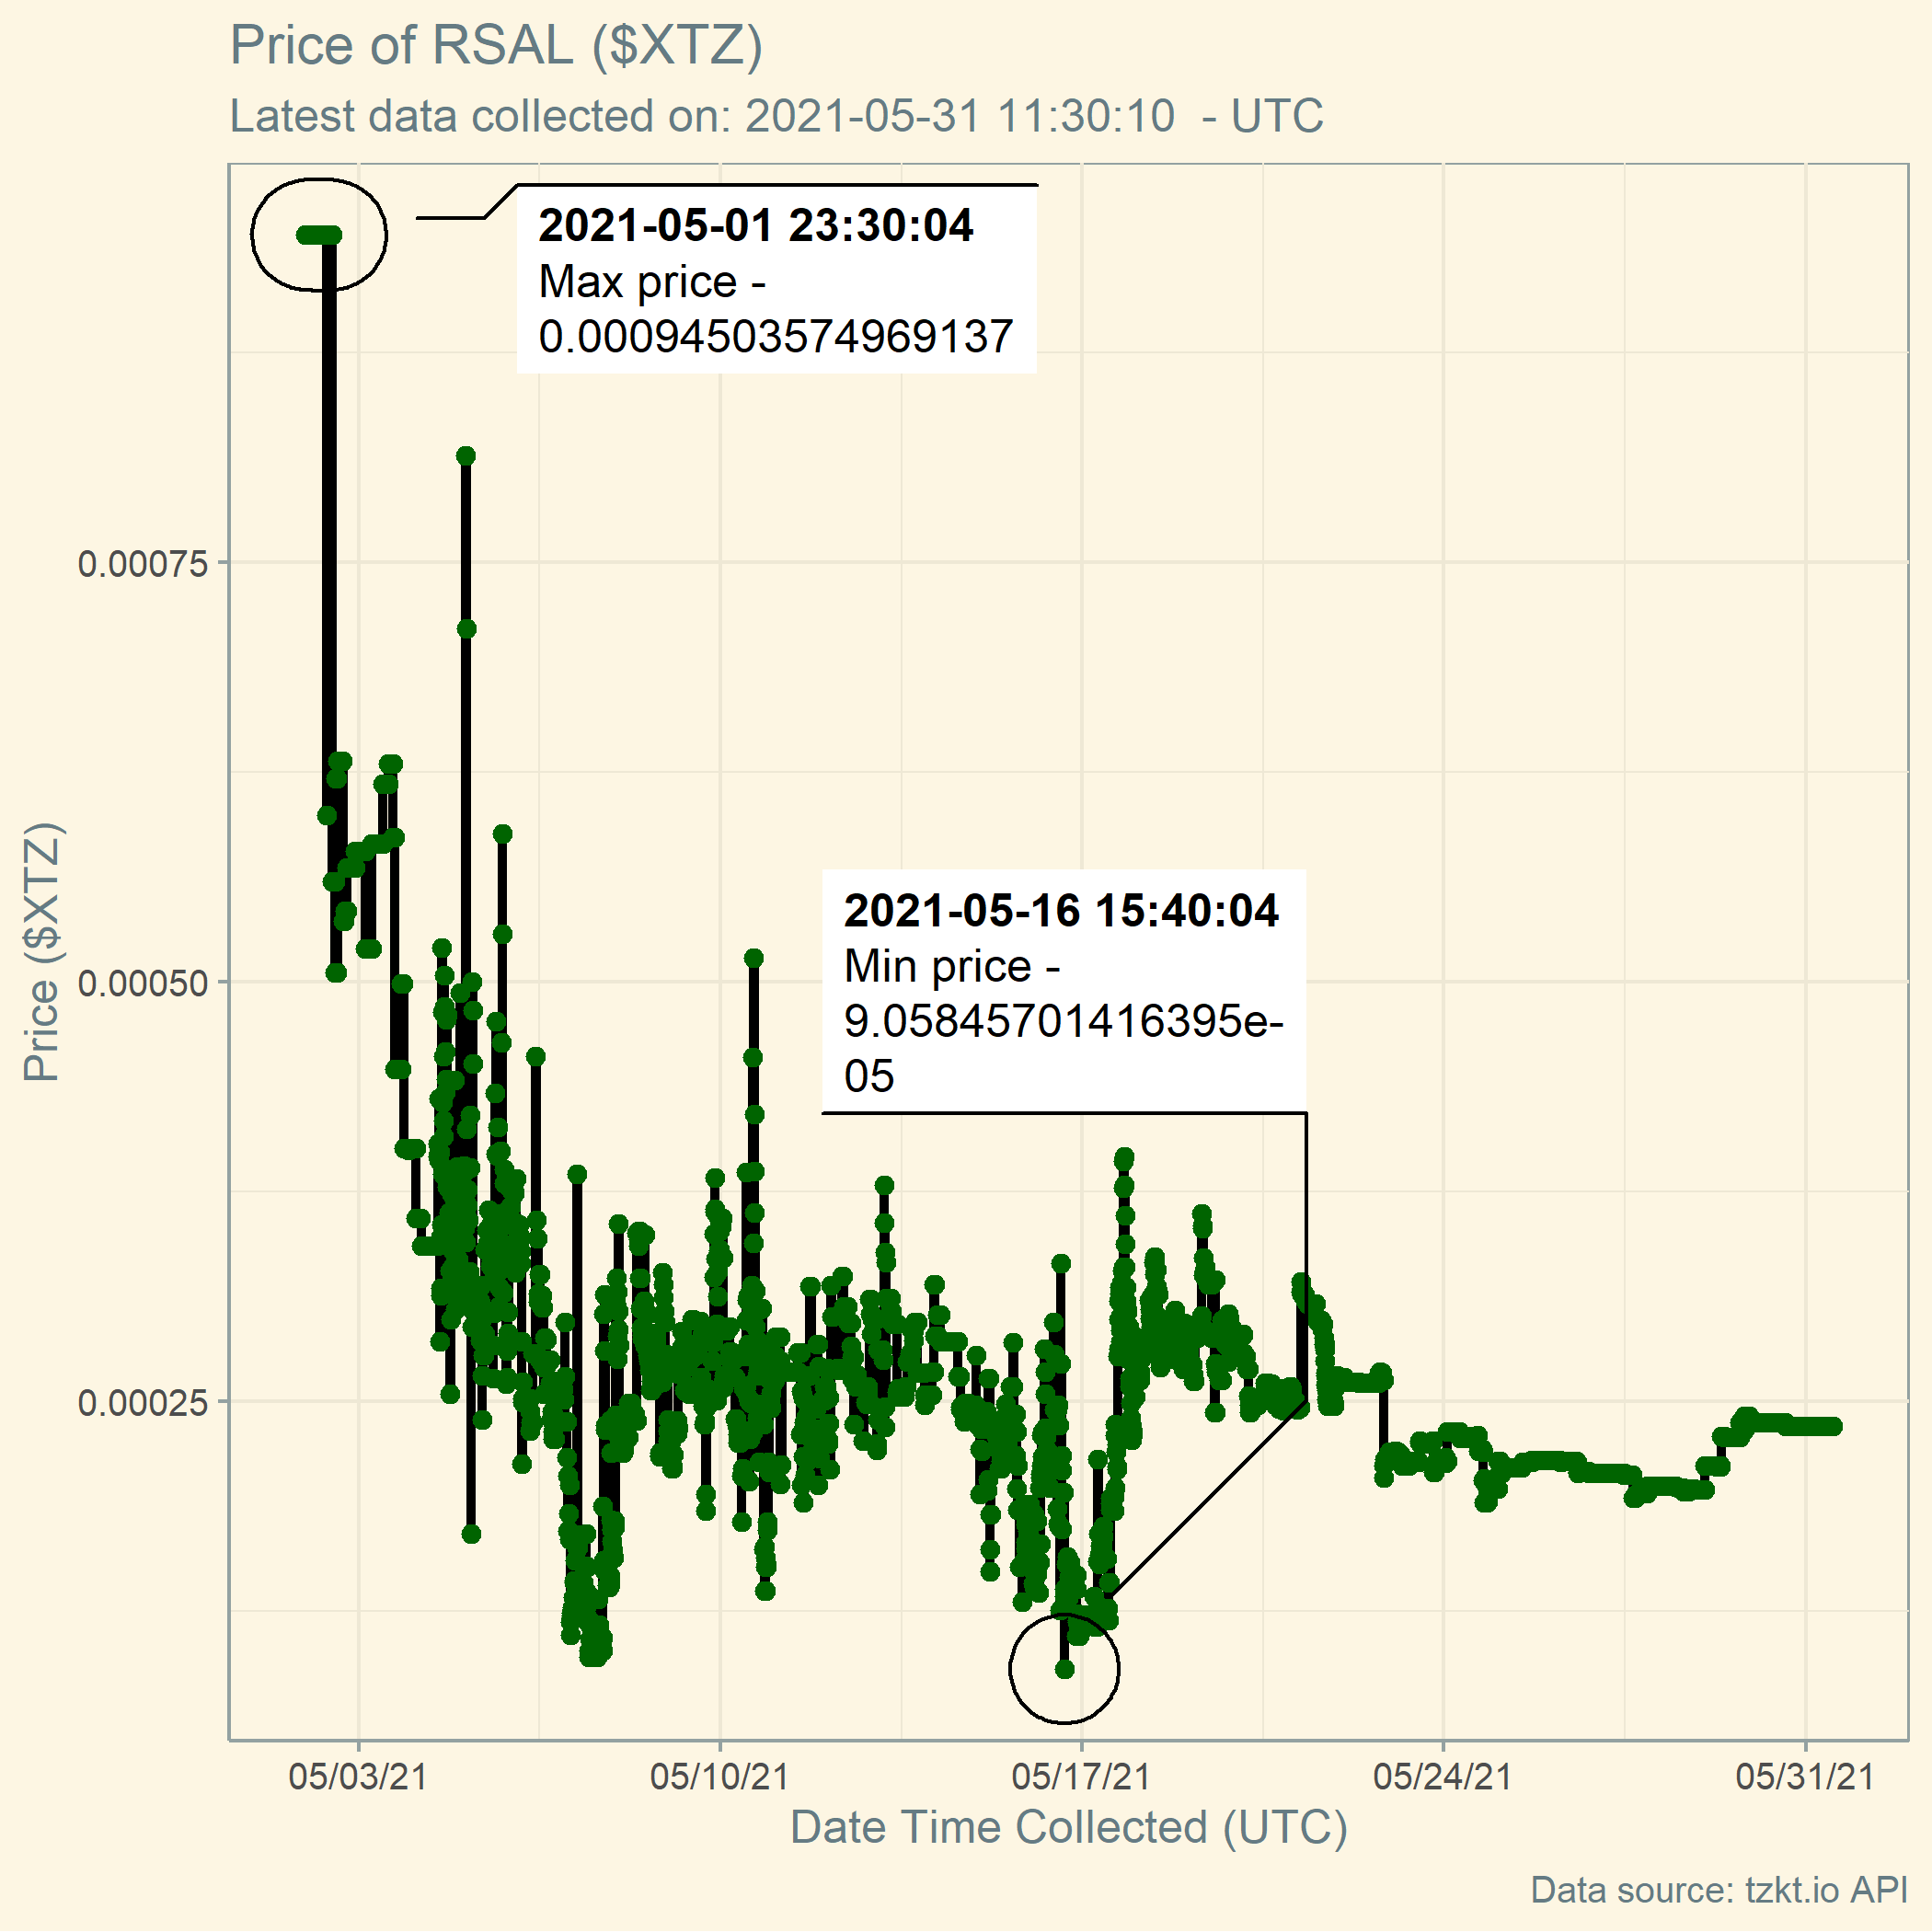 Price of RSAL ($XTZ)
Latest data collected on: 2021-05-31 11:30:10  - UTC
2021-05-01 23:30:04
Max price -
0.00094503574969137
0.00075
2021-05-16 15:40:04
Min price -
9.05845701416395e-
05
Price ($XTZ)
0.00050
0.00025
05/03/21
05/10/21
05/17/21
05/24/21
05/31/21
Date Time Collected (UTC)
Data source: tzkt.io API